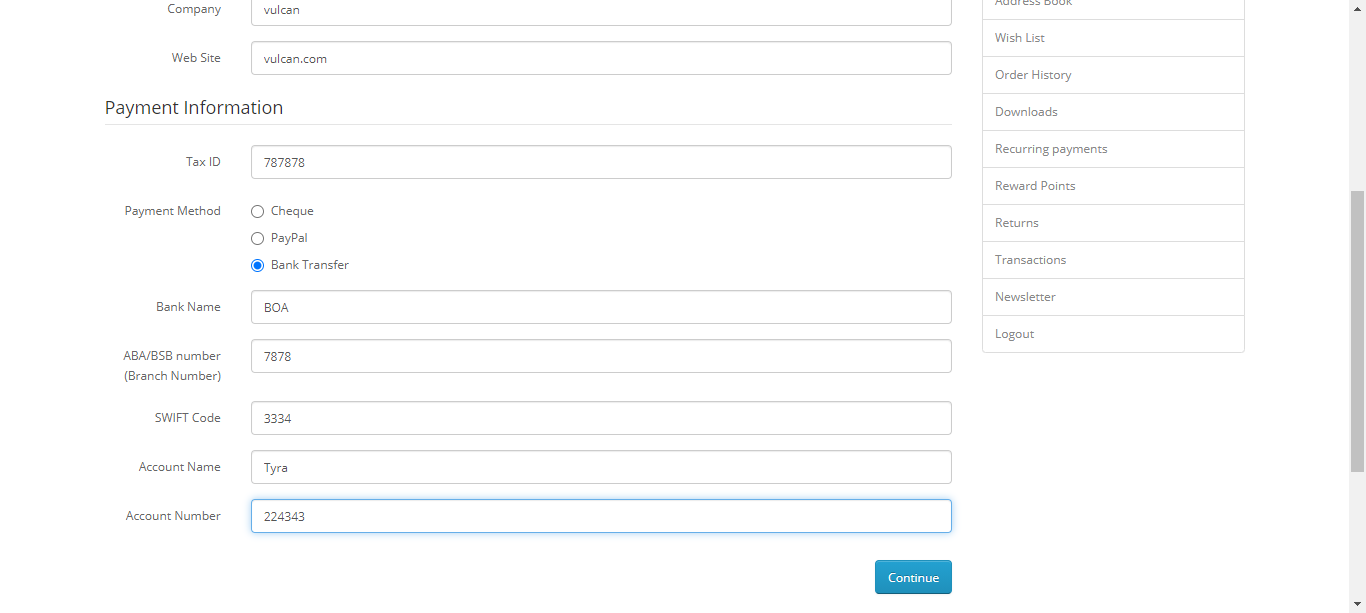 Company
vulcan
Web Site
vulcan.com
Payment Information
Tax ID
787878
Payment Method
Cheque
PayPal
Bank Transfer
Bank Name
BOA
ABA/BSB number
(Branch Number)
7878
SWIFT Code
3334
Account Name
Tyra
Account Number
224343
Continue
Address Book
Wish List
Order History
Downloads
Recurring payments
Reward Points
Returns
Transactions
Newsletter
Logout